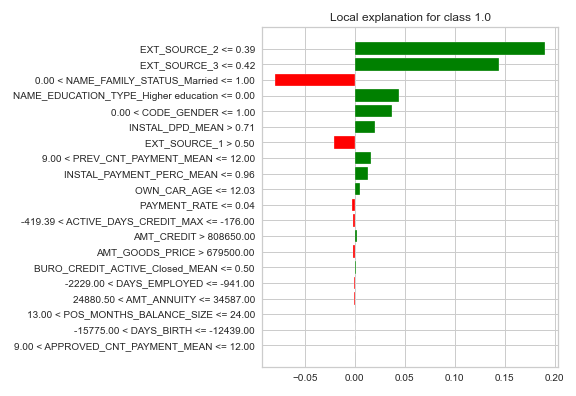 Local explanation for class 1.0
EXT_SOURCE_2 <= 0.39
EXT_SOURCE_3 <= 0.42
0.00 < NAME_FAMILY_STATUS_Married <= 1.00
NAME_EDUCATION_TYPE_Higher education <= 0.00
0.00 < CODE_GENDER <= 1.00
INSTAL_DPD_MEAN > 0.71
EXT_SOURCE_1 > 0.50
9.00 < PREV_CNT_PAYMENT_MEAN <= 12.00
INSTAL_PAYMENT_PERC_MEAN <= 0.96
OWN_CAR_AGE <= 12.03
PAYMENT_RATE <= 0.04
-419.39 < ACTIVE_DAYS_CREDIT_MAX <= -176.00
AMT_CREDIT > 808650.00
AMT_GOODS_PRICE > 679500.00
BURO_CREDIT_ACTIVE_Closed_MEAN <= 0.50
-2229.00 < DAYS_EMPLOYED <= -941.00
24880.50 < AMT_ANNUITY <= 34587.00
13.00 < POS_MONTHS_BALANCE_SIZE <= 24.00
-15775.00 < DAYS_BIRTH <= -12439.00
9.00 < APPROVED_CNT_PAYMENT_MEAN <= 12.00
−0.05 0.00 0.05 0.10 0.15 0.20